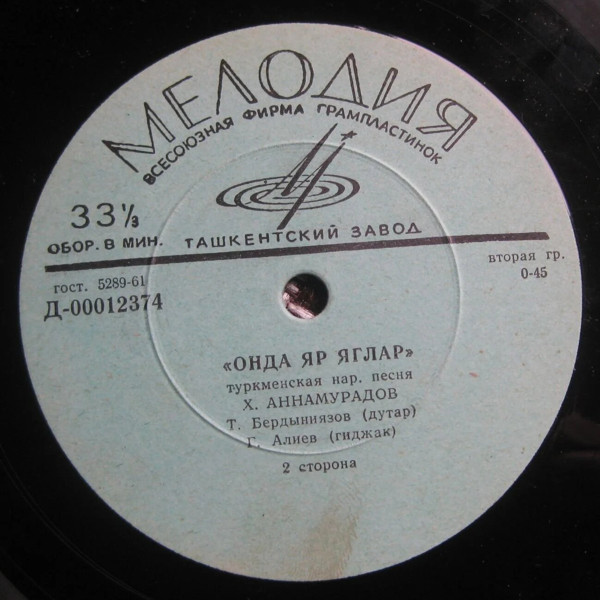 МЕЛОДИЯ
ВСЕСОЮЗНАЯ ФИРМА ГРАМПЛАСТИНОК
33⅓
ОБОР. В МИН.
ТАШКЕНТСКИЙ ЗАВОД
гост. 5289-61
вторая гр.
Д-00012374
0-45
«ОНДА ЯР ЯГЛАР»
туркменская нар. песня
Х. АННАМУРАДОВ
Т. Бердыниязов (дутар)
Г. Алиев (гиджак)
2 сторона